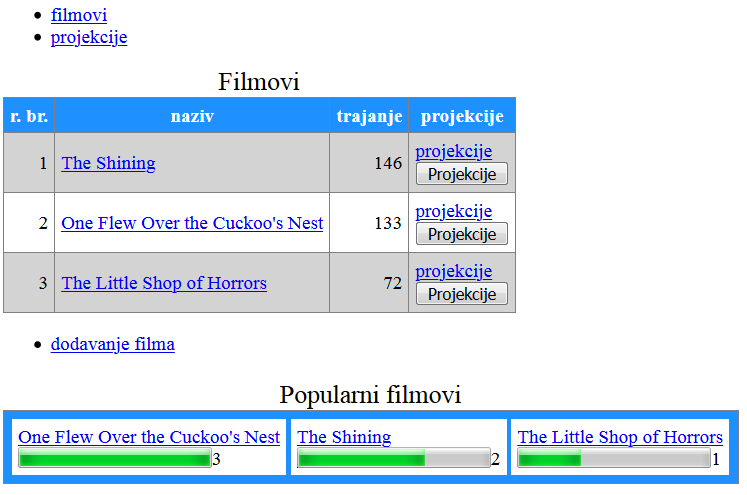 filmovi
projekcije
Filmovi
r. br. naziv trajanje projekcije
1 The Shining 146 projekcije
Projekcije
2 One Flew Over the Cuckoo's Nest 133 projekcije
Projekcije
3 The Little Shop of Horrors 72 projekcije
Projekcije
dodavanje filma
Popularni filmovi
One Flew Over the Cuckoo's Nest The Shining The Little Shop of Horrors
3 2 1